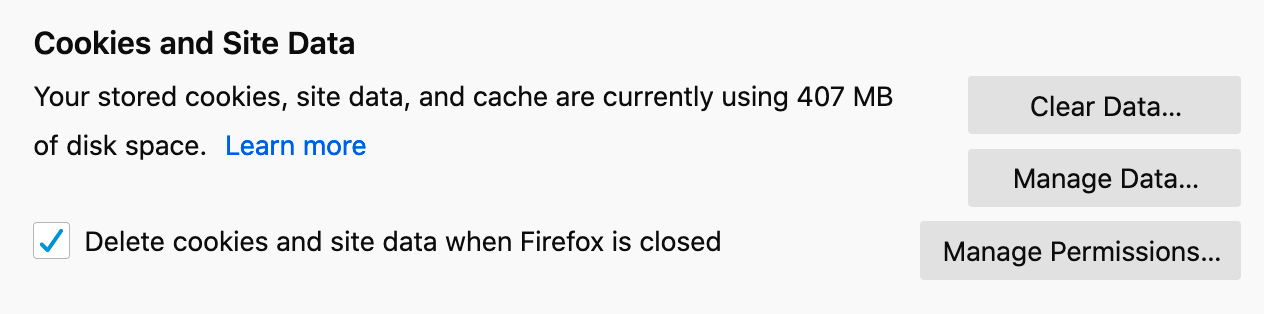 Cookies and Site Data
Your stored cookies, site data, and cache are currently using 407 MB
of disk space. Learn more
Clear Data...
Manage Data...
Delete cookies and site data when Firefox is closed
Manage Permissions...